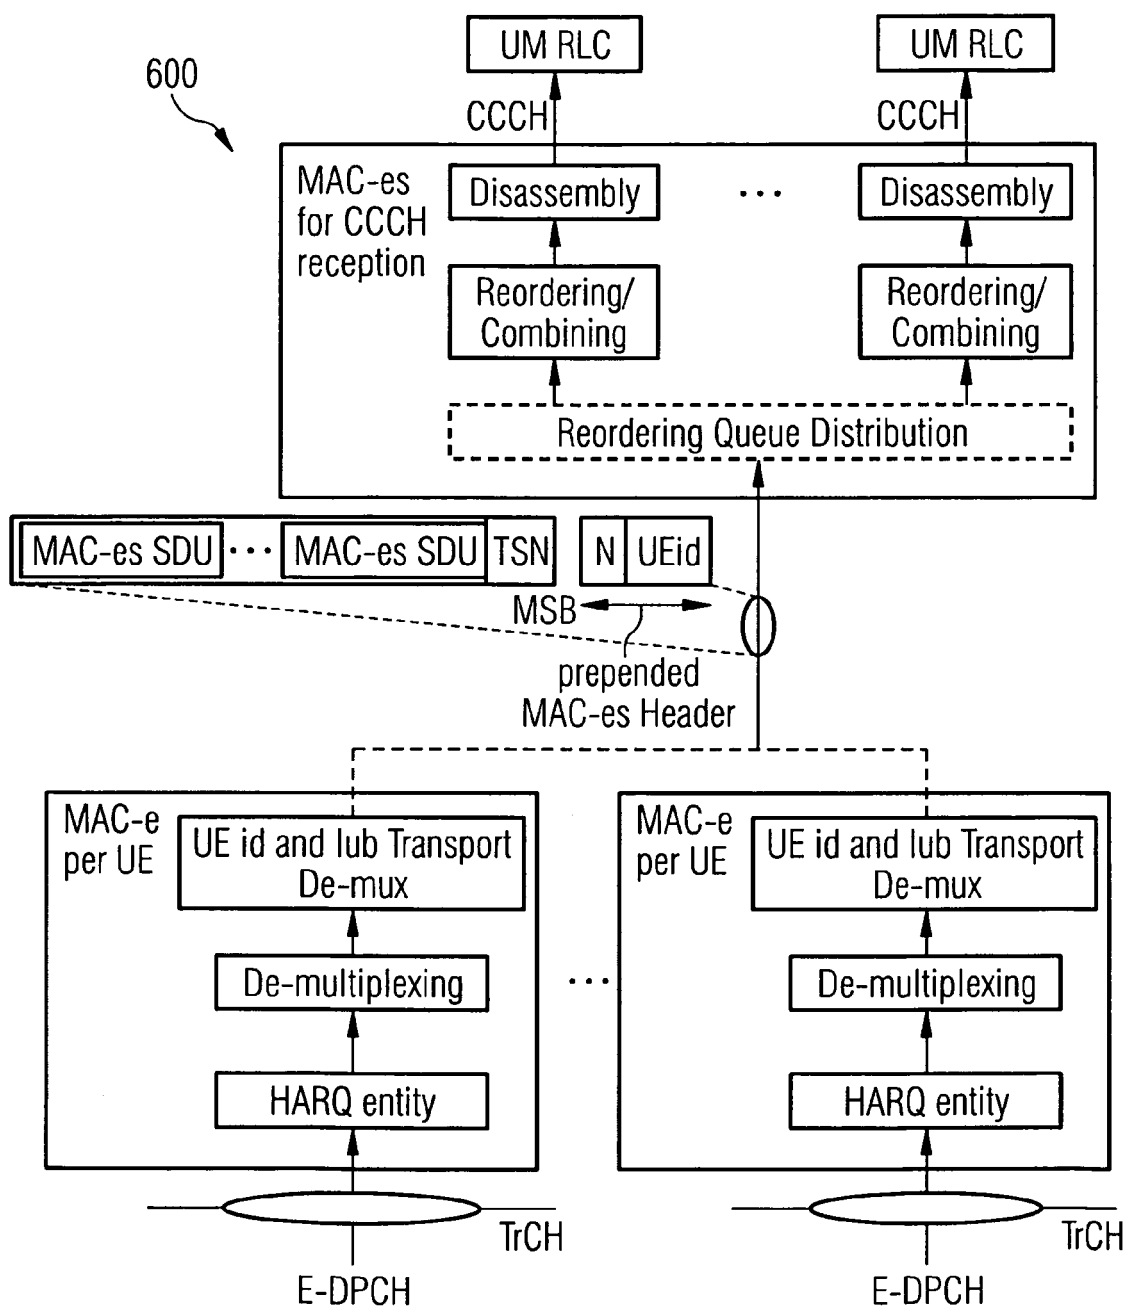 UM RLC
UM RLC
600
CCCH
CCCH
MAC-es
for CCCH
reception
Disassembly
...
Disassembly
Reordering/
Combining
Reordering/
Combining
Reordering Queue Distribution
MAC-es SDU ... MAC-es SDU TSN N UEid
MSB
prepended
MAC-es Header
MAC-e
per UE
UE id and Iub Transport
De-mux
De-multiplexing
HARQ entity
...
MAC-e
per UE
UE id and Iub Transport
De-mux
De-multiplexing
HARQ entity
TrCH
E-DPCH
TrCH
E-DPCH